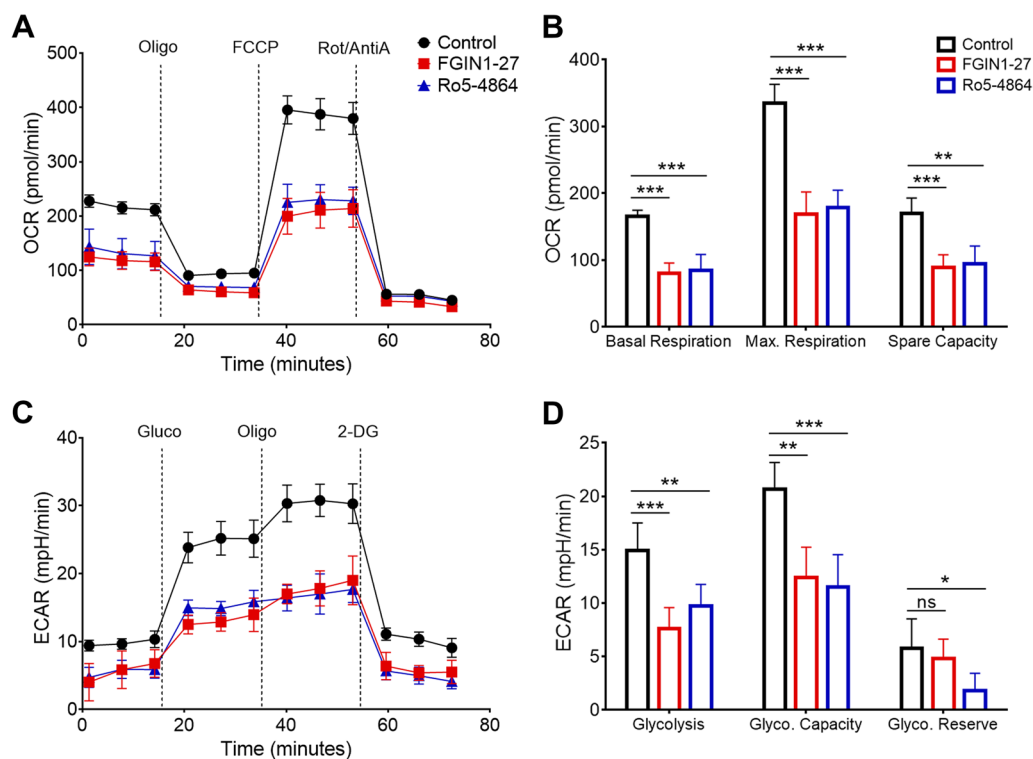 A
Oligo
FCCP
Rot/AntiA
Control
FGIN1-27
Ro5-4864
500
400
300
200
100
0
OCR (pmol/min)
0
20
40
60
80
Time (minutes)
B
Control
FGIN1-27
Ro5-4864
400
300
200
100
0
OCR (pmol/min)
***
***
***
***
**
***
Basal Respiration
Max. Respiration
Spare Capacity
C
Gluco
Oligo
2-DG
40
30
20
10
0
ECAR (mpH/min)
0
20
40
60
80
Time (minutes)
D
25
20
15
10
5
0
ECAR (mpH/min)
**
***
***
**
*
ns
Glycolysis
Glyco. Capacity
Glyco. Reserve